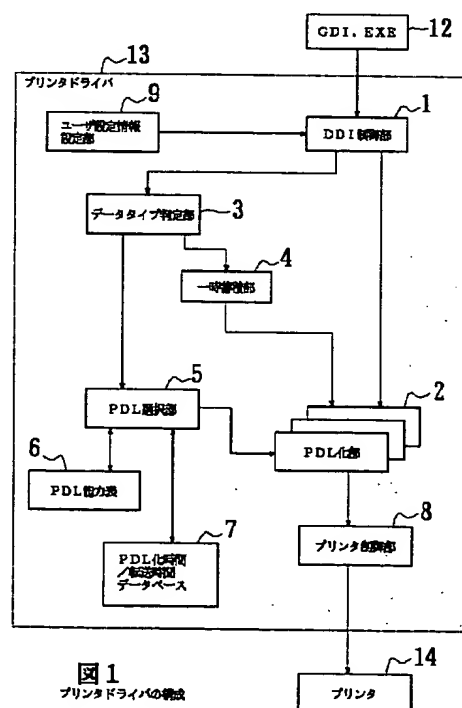 GDI.EXE
12
13
プリンタドライバ
9
ユーザ設定情報
設定部
1
DDI制御部
データタイプ判定部
3
4
一時蓄積部
5
PDL選択部
2
PDL化部
6
PDL能力表
7
PDL化時間
/転送時間
データベース
8
プリンタ制御部
図1
プリンタドライバの構成
14
プリンタ